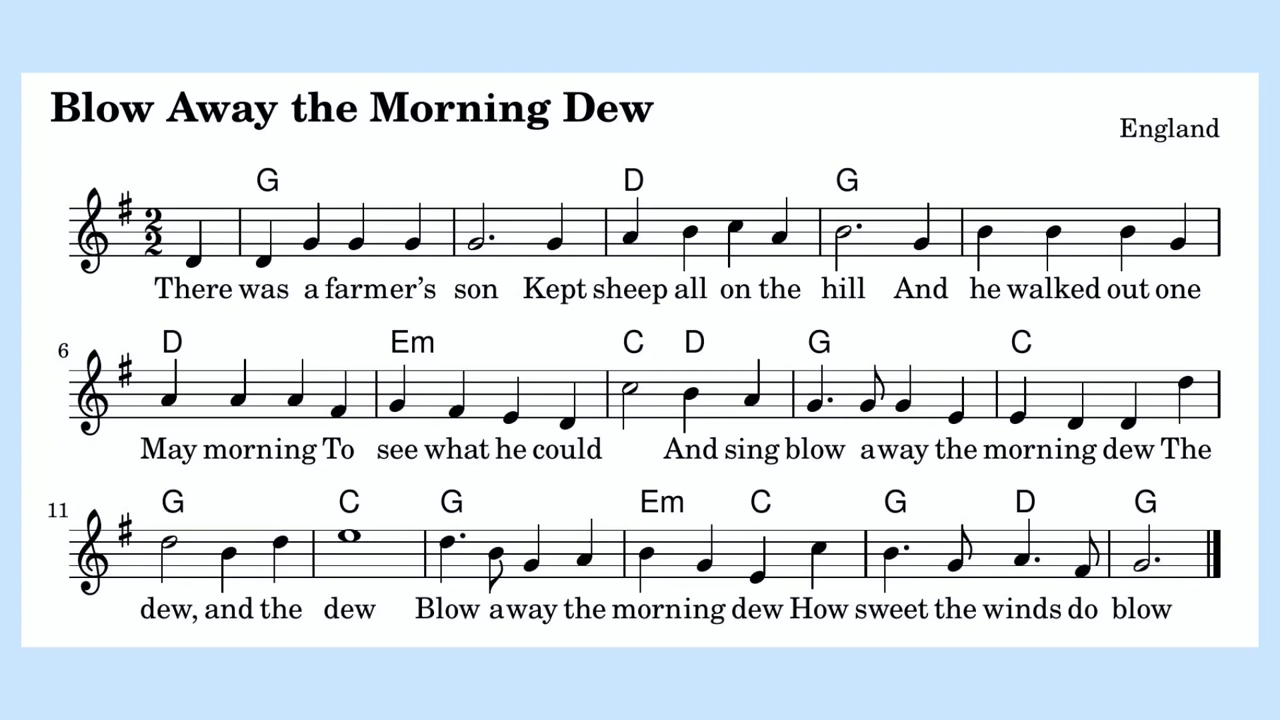 Blow Away the Morning Dew
England
G D G
2
2
There was a farmer's son Kept sheep all on the hill And he walked out one
D Em C D G C
6
May morning To see what he could And sing blow away the morning dew The
G C G Em C G D G
11
dew, and the dew Blow away the morning dew How sweet the winds do blow